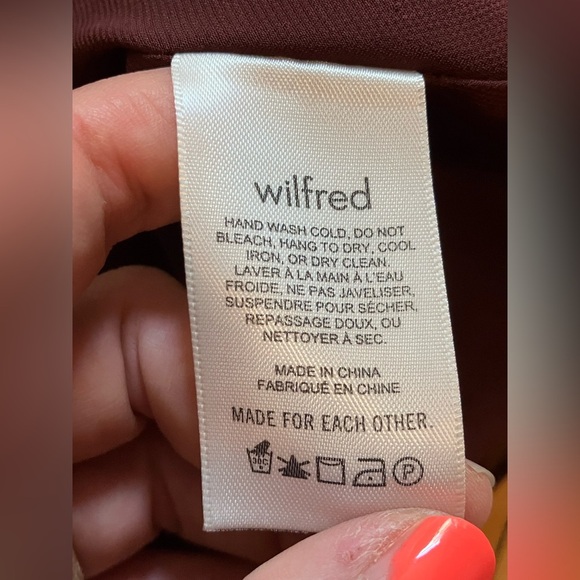 wilfred
HAND WASH COLD, DO NOT
BLEACH, HANG TO DRY, COOL
IRON, OR DRY CLEAN.
LAVER À LA MAIN À L'EAU
FROIDE, NE PAS JAVELISER,
SUSPENDRE POUR SÉCHER,
REPASSAGE DOUX, OU
NETTOYER À SEC.
MADE IN CHINA
FABRIQUÉ EN CHINE
MADE FOR EACH OTHER.
30C P